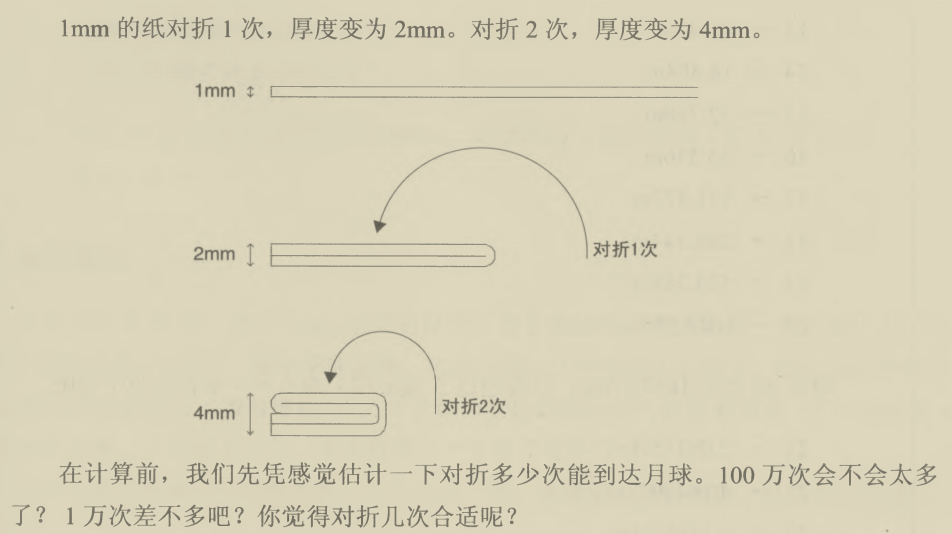 1mm 的纸对折 1 次，厚度变为 2mm。对折 2 次，厚度变为 4mm。
1mm
2mm
对折1次
4mm
对折2次
在计算前，我们先凭感觉估计一下对折多少次能到达月球。100 万次会不会太多
了？ 1 万次差不多吧？你觉得对折几次合适呢？